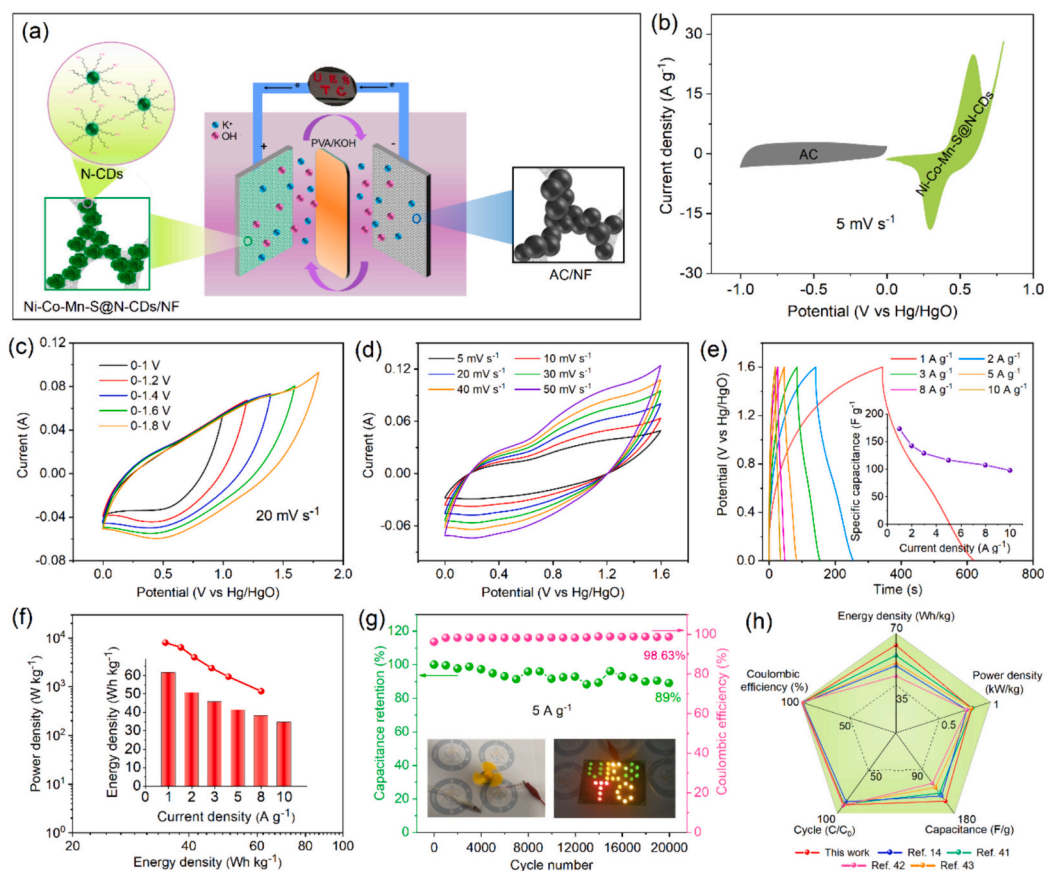 (a)
N-CDs
Ni-Co-Mn-S@N-CDs/NF
K⁺
OH⁻
e
U E S
T C
e
+
-
PVA/KOH
AC/NF
(b)
Current density (A g⁻¹)
30
15
0
-15
-30
AC
Ni-Co-Mn-S@N-CDs
5 mV s⁻¹
-1.0 -0.5 0.0 0.5 1.0
Potential (V vs Hg/HgO)
(c)
Current (A)
0.12
0.08
0.04
0.00
-0.04
-0.08
0-1 V
0-1.2 V
0-1.4 V
0-1.6 V
0-1.8 V
20 mV s⁻¹
0.0 0.5 1.0 1.5 2.0
Potential (V vs Hg/HgO)
(d)
Current (A)
0.12
0.06
0.00
-0.06
5 mV s⁻¹ 10 mV s⁻¹
20 mV s⁻¹ 30 mV s⁻¹
40 mV s⁻¹ 50 mV s⁻¹
0.0 0.4 0.8 1.2 1.6
Potential (V vs Hg/HgO)
(e)
Potential (V vs Hg/HgO)
1.8
1.2
0.6
0.0
1 A g⁻¹ 2 A g⁻¹
3 A g⁻¹ 5 A g⁻¹
8 A g⁻¹ 10 A g⁻¹
Specific capacitance (F g⁻¹)
200
150
100
50
0
0 2 4 6 8 10
Current density (A g⁻¹)
0 200 400 600 800
Time (s)
(f)
Power density (W kg⁻¹)
10⁴
10³
10²
10¹
10⁰
Energy density (Wh kg⁻¹)
70
60
50
40
30
20
10
0
0 1 2 3 5 8 10
Current density (A g⁻¹)
20 40 60 80 100
Energy density (Wh kg⁻¹)
(g)
Capacitance retention (%)
120
100
80
60
40
20
0
98.63%
89%
5 A g⁻¹
UES
TC
Coulombic efficiency (%)
100
80
60
40
20
0
0 4000 8000 12000 16000 20000
Cycle number
(h)
Energy density (Wh/kg)
70
Coulombic
efficiency (%)
Power density
(kW/kg)
100
50
35
0.5
1
50
90
100
180
Cycle (C/C₀)
Capacitance (F/g)
This work Ref. 14 Ref. 41
Ref. 42 Ref. 43